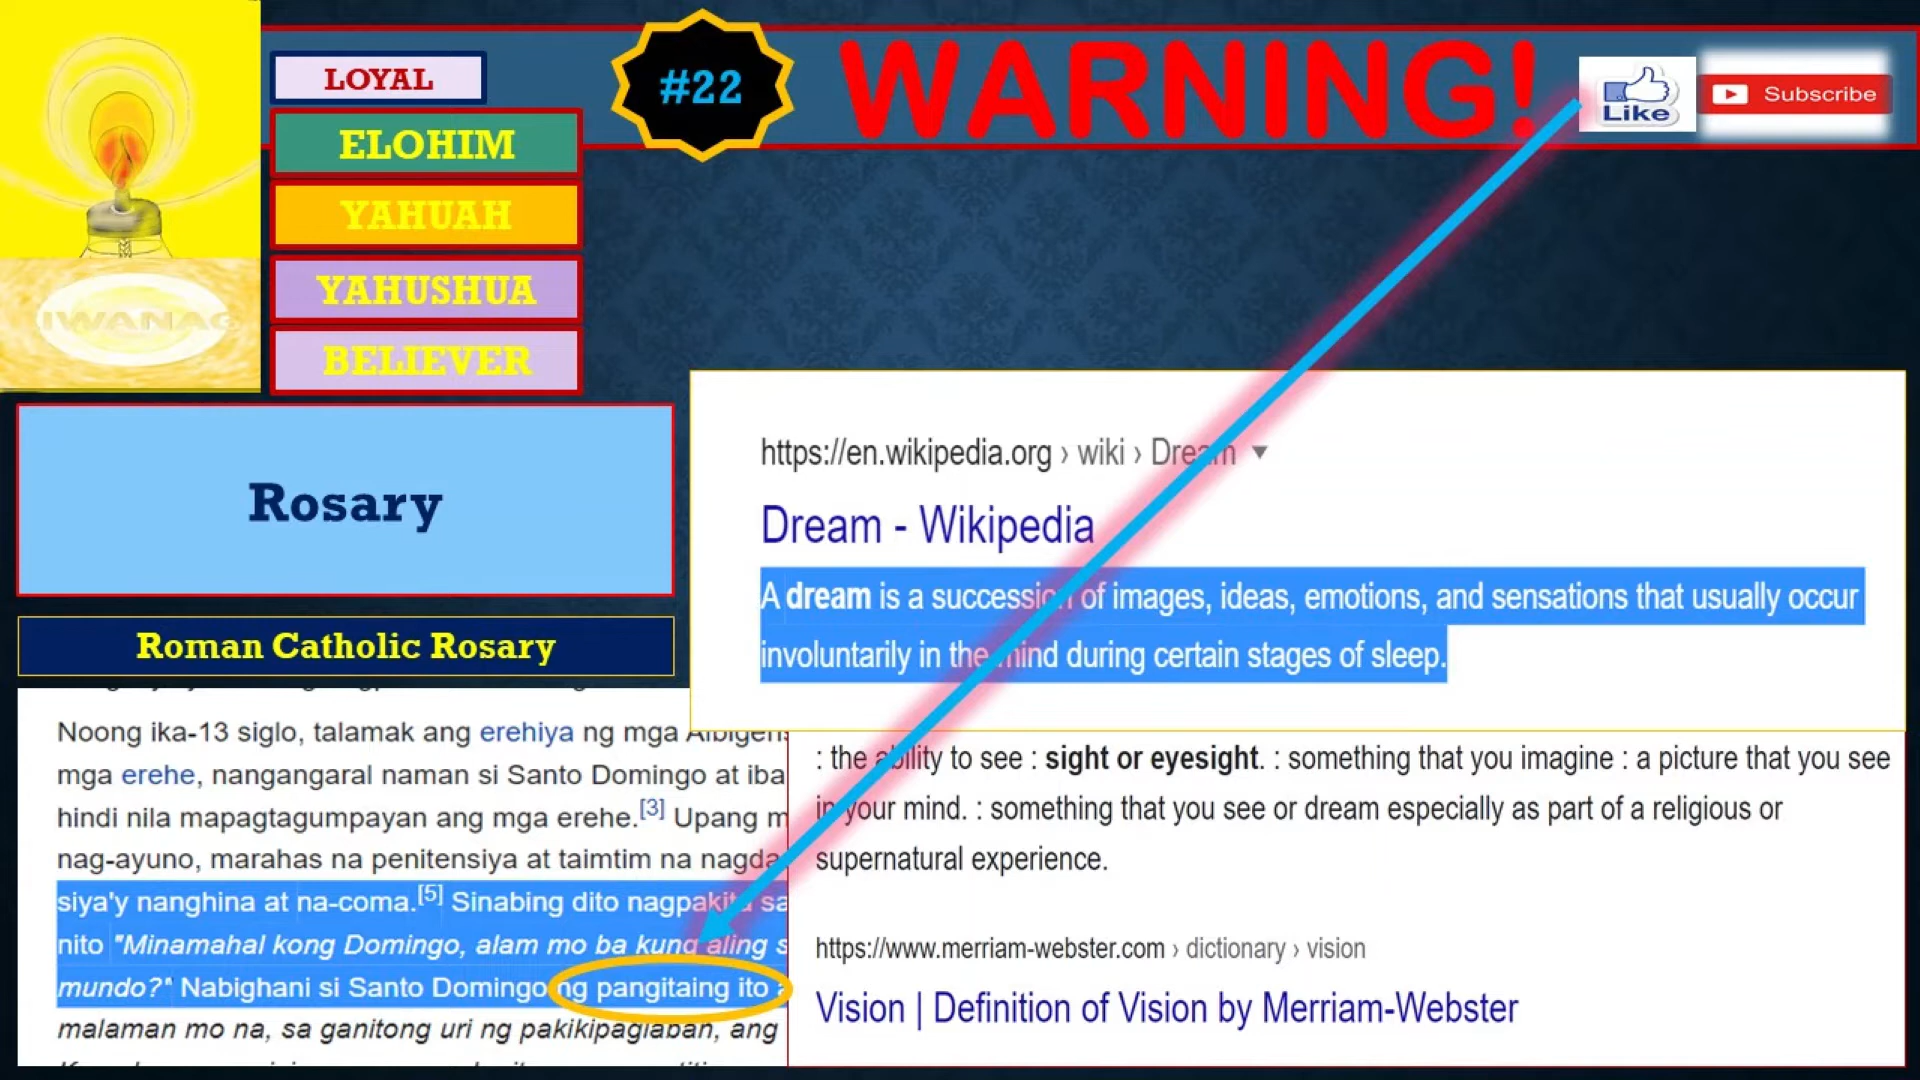 LOYAL
ELOHIM
YAHUAH
YAHUSHUA
BELIEVER
#22
WARNING!
Like
Subscribe
IWANAG
Rosary
Roman Catholic Rosary
Noong ika-13 siglo, talamak ang erehiya ng mga
mga erehe, nangangaral naman si Santo Domingo at iba
hindi nila mapagtagumpayan ang mga erehe.[3] Upang
nag-ayuno, marahas na penitensiya at taimtim na
siya'y nanghina at na-coma.[5] Sinabing dito nagpakita sa
nito "Minamahal kong Domingo, alam mo ba kung aling
mundo?" Nabighani si Santo Domingo ng pangitaing ito
malaman mo na, sa ganitong uri ng pakikipaglaban, ang
https://en.wikipedia.org › wiki › Dream
Dream - Wikipedia
A dream is a succession of images, ideas, emotions, and sensations that usually occur
involuntarily in the mind during certain stages of sleep.
: the ability to see : sight or eyesight. : something that you imagine : a picture that you see
in your mind. : something that you see or dream especially as part of a religious or
supernatural experience.
https://www.merriam-webster.com › dictionary › vision
Vision | Definition of Vision by Merriam-Webster